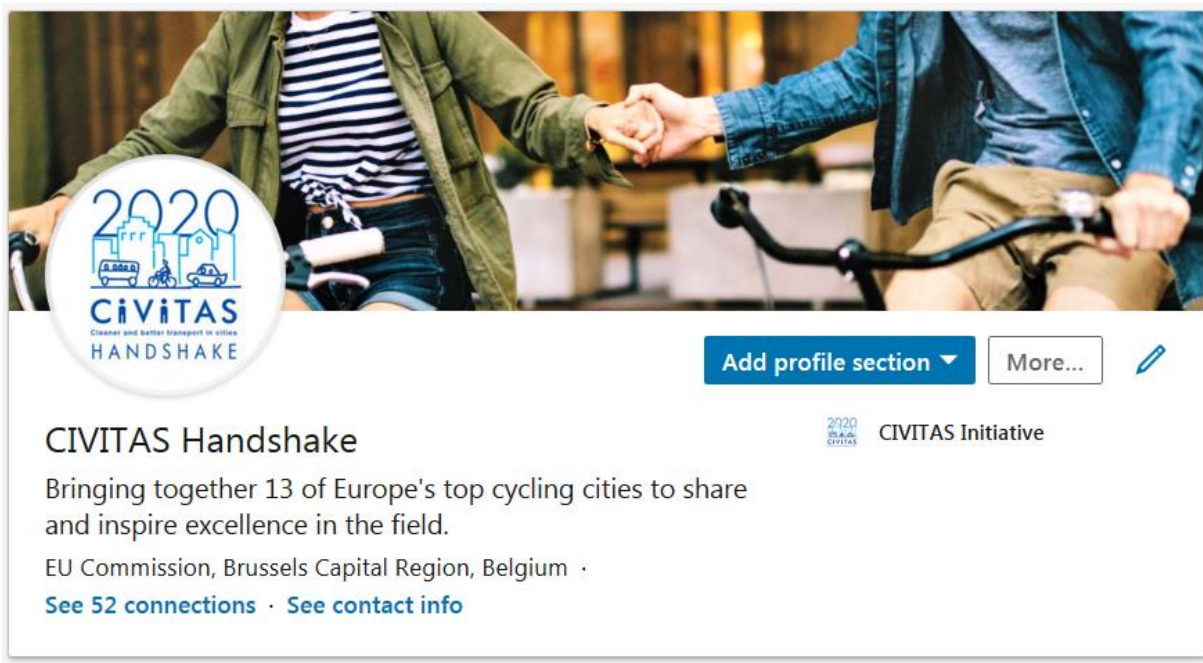 2020
CiViTAS
Cleaner and better transport in cities
HANDSHAKE
Add profile section
More...
CIVITAS Handshake
2020
CIVITAS
CIVITAS Initiative
Bringing together 13 of Europe's top cycling cities to share
and inspire excellence in the field.
EU Commission, Brussels Capital Region, Belgium ·
See 52 connections · See contact info